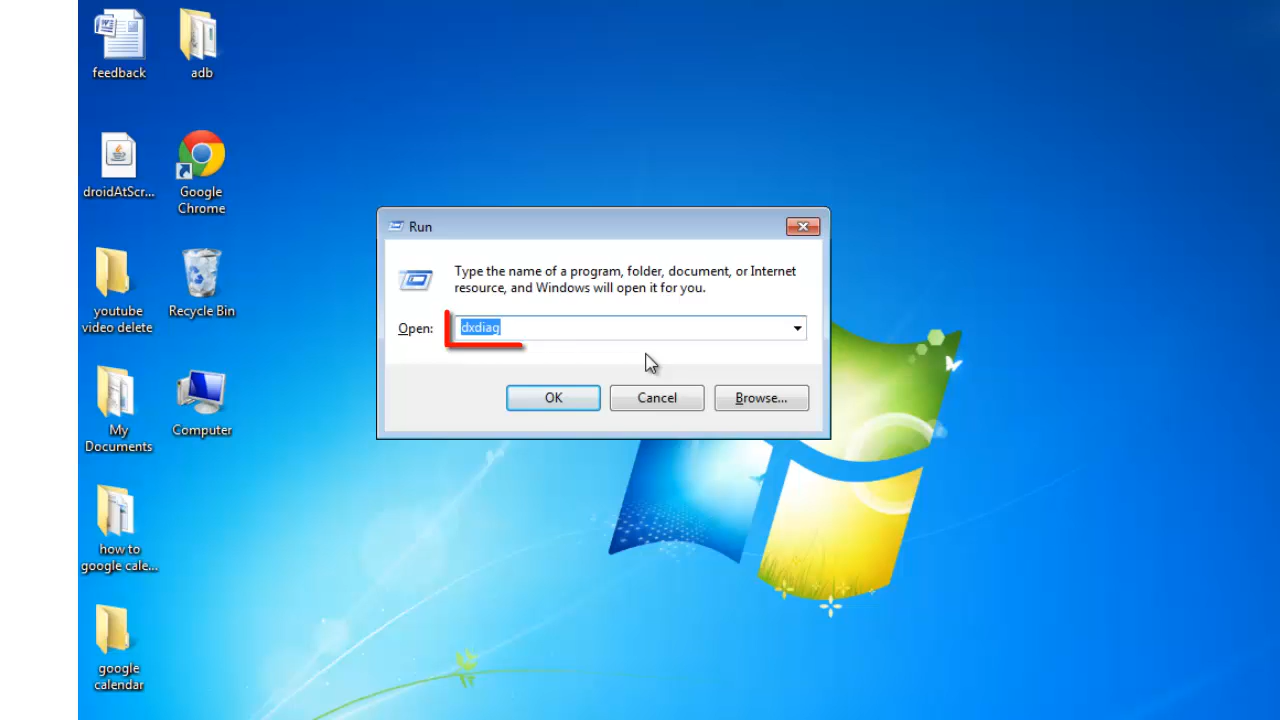 feedback
adb
droidAtScr...
Google
Chrome
youtube
video delete
Recycle Bin
My
Documents
Computer
how to
google cale...
google
calendar
Run
Type the name of a program, folder, document, or Internet
resource, and Windows will open it for you.
Open: dxdiag
OK Cancel Browse...